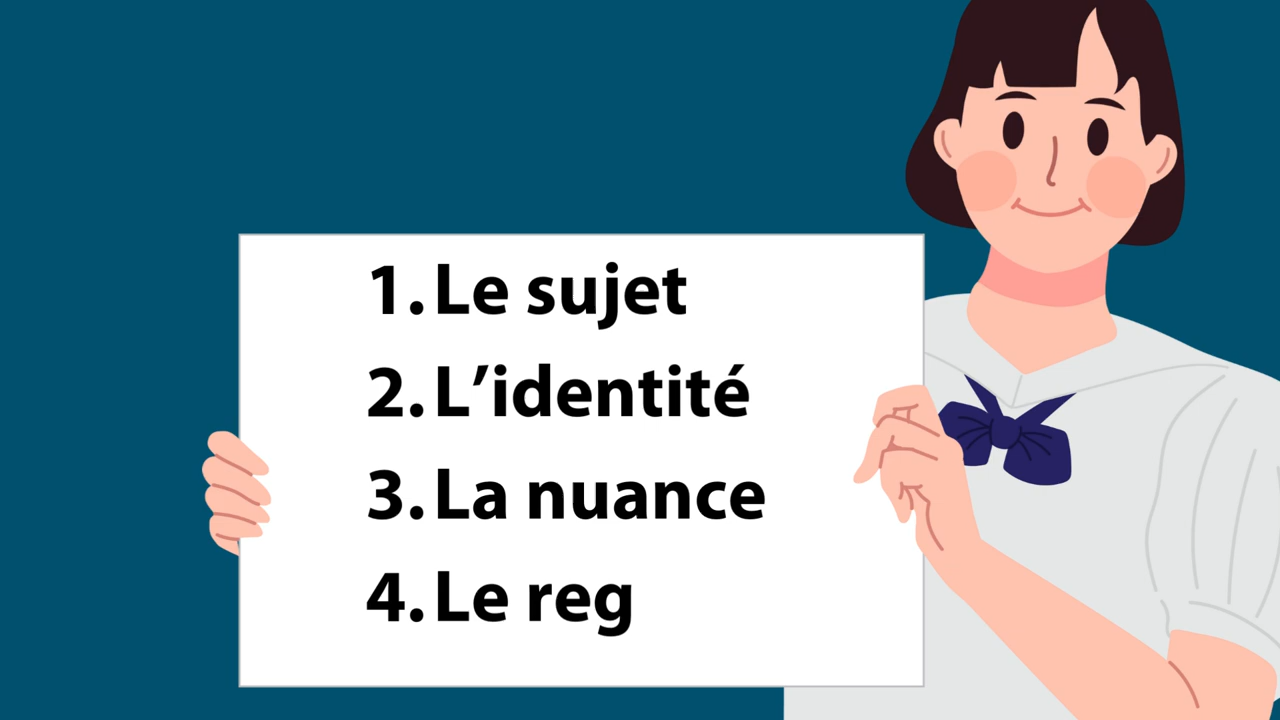 1. Le sujet
2. L’identité
3. La nuance
4. Le reg